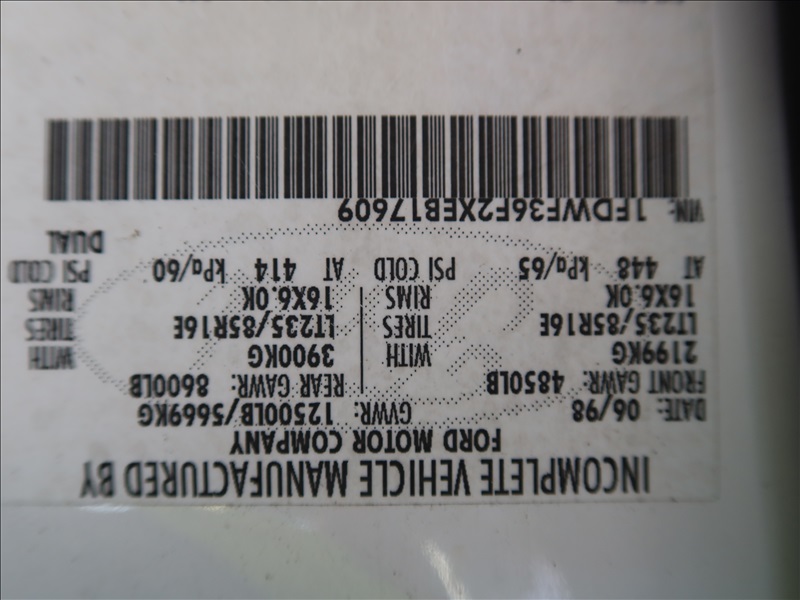 INCOMPLETE VEHICLE MANUFACTURED BY
FORD MOTOR COMPANY
DATE: 06/98 GVWR: 12500LB/5669KG
FRONT GAWR: 4850LB REAR GAWR: 8600LB
2199KG WITH 3900KG WITH
LT235/85R16E TIRES LT235/85R16E TIRES
16X6.0K RIMS 16X6.0K RIMS
AT 448 kPa/65 PSI COLD AT 414 kPa/60 PSI COLD
DUAL
VIN: 1FDWF36F2XEB17609